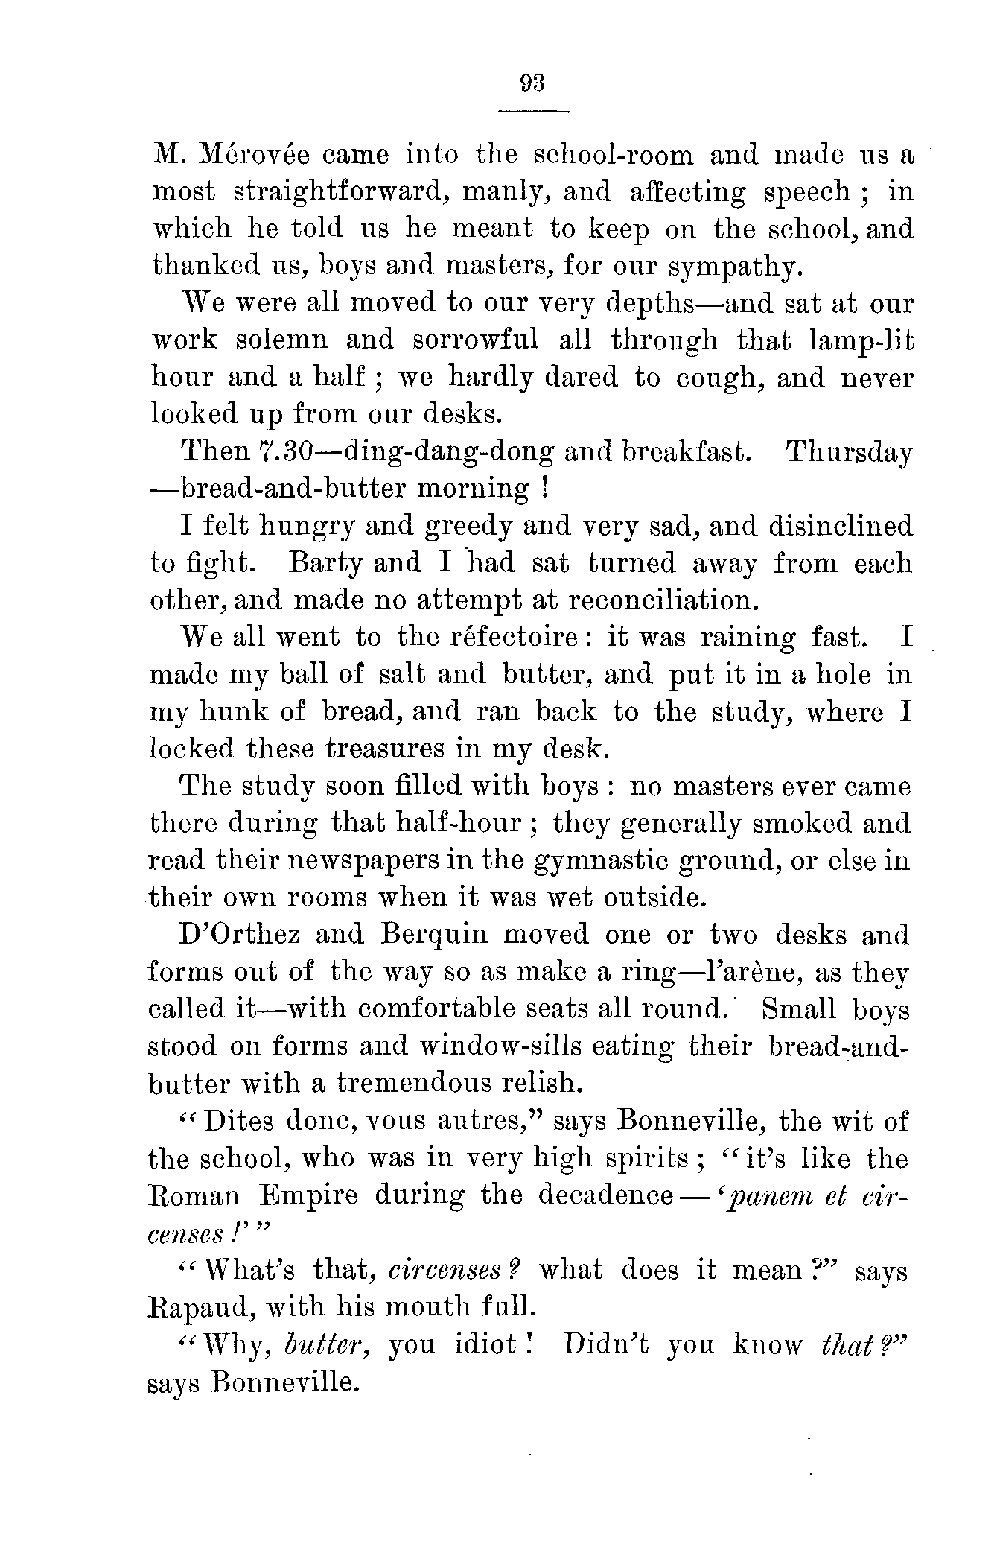 93
M. Mérovée came into the school-room and made us a
most straightforward, manly, and affecting speech ; in
which he told us he meant to keep on the school, and
thanked us, boys and masters, for our sympathy.
We were all moved to our very depths—and sat at our
work solemn and sorrowful all through that lamp-lit
hour and a half ; we hardly dared to cough, and never
looked up from our desks.
Then 7.30—ding-dang-dong and breakfast. Thursday
—bread-and-butter morning !
I felt hungry and greedy and very sad, and disinclined
to fight. Barty and I had sat turned away from each
other, and made no attempt at reconciliation.
We all went to the réfectoire : it was raining fast. I
made my ball of salt and butter, and put it in a hole in
my hunk of bread, and ran back to the study, where I
locked these treasures in my desk.
The study soon filled with boys : no masters ever came
there during that half-hour ; they generally smoked and
read their newspapers in the gymnastic ground, or else in
their own rooms when it was wet outside.
D'Orthez and Berquin moved one or two desks and
forms out of the way so as make a ring—l'arène, as they
called it—with comfortable seats all round. Small boys
stood on forms and window-sills eating their bread-and-
butter with a tremendous relish.
“Dites donc, vous autres,” says Bonneville, the wit of
the school, who was in very high spirits ; “it's like the
Roman Empire during the decadence — ‘panem et cir-
censes !’ ”
“What's that, circenses ? what does it mean ?” says
Rapaud, with his mouth full.
“Why, butter, you idiot ! Didn't you know that ?”
says Bonneville.